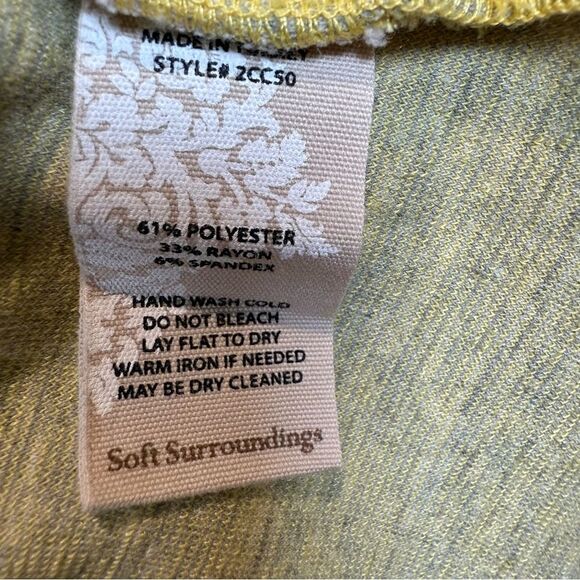 MADE IN TURKEY
STYLE# 2CC50
61% POLYESTER
33% RAYON
6% SPANDEX
HAND WASH COLD
DO NOT BLEACH
LAY FLAT TO DRY
WARM IRON IF NEEDED
MAY BE DRY CLEANED
Soft Surroundings